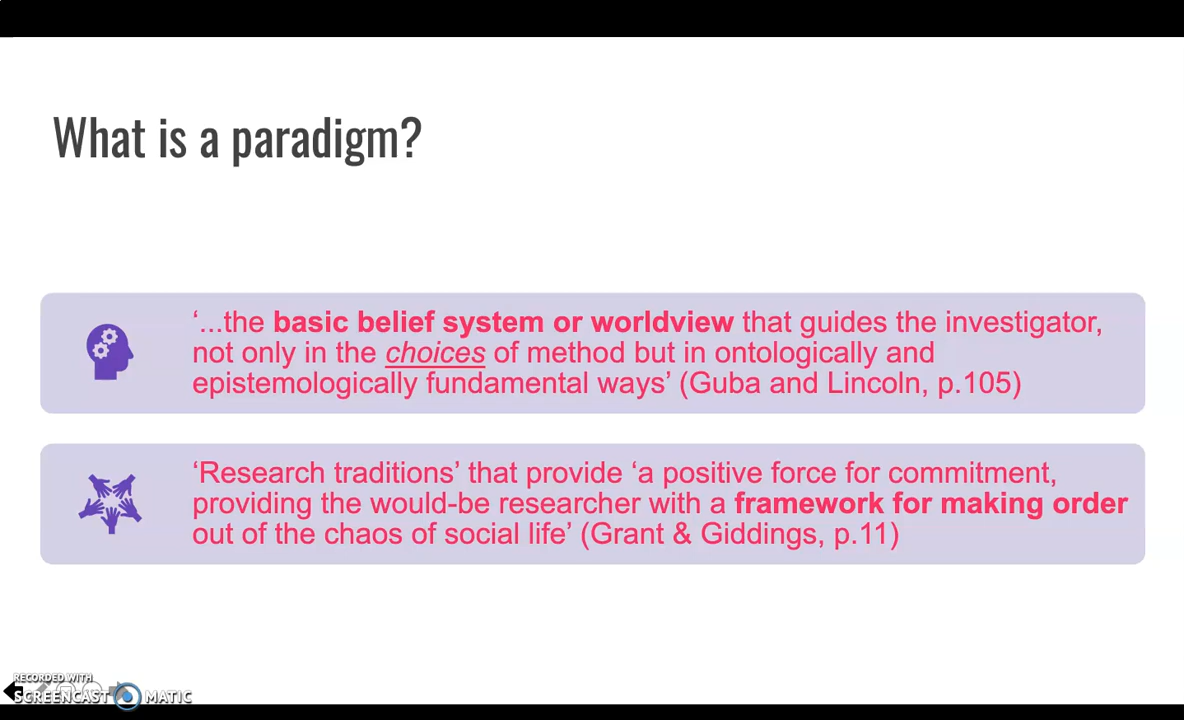 What is a paradigm?
‘...the basic belief system or worldview that guides the investigator,
not only in the choices of method but in ontologically and
epistemologically fundamental ways’ (Guba and Lincoln, p.105)
‘Research traditions’ that provide ‘a positive force for commitment,
providing the would-be researcher with a framework for making order
out of the chaos of social life’ (Grant & Giddings, p.11)
RECORDED WITH
SCREENCAST MATIC